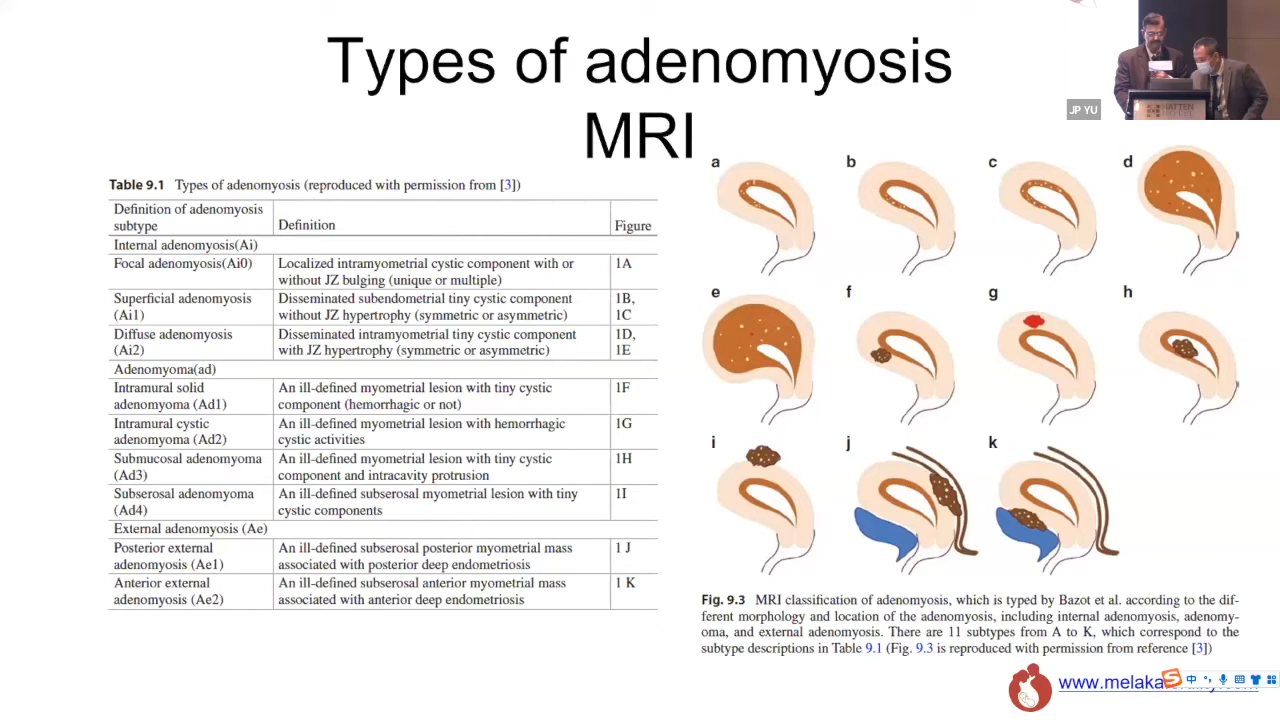 Types of adenomyosis
MRI
JP YU
HATTEN
Table 9.1 Types of adenomyosis (reproduced with permission from [3])
Definition of adenomyosis
subtype
Definition
Figure
Internal adenomyosis(Ai)
Focal adenomyosis(Ai0)
Localized intramyometrial cystic component with or
without JZ bulging (unique or multiple)
1A
Superficial adenomyosis
(Ai1)
Disseminated subendometrial tiny cystic component
without JZ hypertrophy (symmetric or asymmetric)
1B,
1C
Diffuse adenomyosis
(Ai2)
Disseminated intramyometrial tiny cystic component
with JZ hypertrophy (symmetric or asymmetric)
1D,
1E
Adenomyoma(ad)
Intramural solid
adenomyoma (Ad1)
An ill-defined myometrial lesion with tiny cystic
component (hemorrhagic or not)
1F
Intramural cystic
adenomyoma (Ad2)
An ill-defined myometrial lesion with hemorrhagic
cystic activities
1G
Submucosal adenomyoma
(Ad3)
An ill-defined myometrial lesion with tiny cystic
component and intracavity protrusion
1H
Subserosal adenomyoma
(Ad4)
An ill-defined subserosal myometrial lesion with tiny
cystic components
1I
External adenomyosis (Ae)
Posterior external
adenomyosis (Ae1)
An ill-defined subserosal posterior myometrial mass
associated with posterior deep endometriosis
1 J
Anterior external
adenomyosis (Ae2)
An ill-defined subserosal anterior myometrial mass
associated with anterior deep endometriosis
1 K
a
b
c
d
e
f
g
h
i
j
k
Fig. 9.3 MRI classification of adenomyosis, which is typed by Bazot et al. according to the dif-
ferent morphology and location of the adenomyosis, including internal adenomyosis, adenomy-
oma, and external adenomyosis. There are 11 subtypes from A to K, which correspond to the
subtype descriptions in Table 9.1 (Fig. 9.3 is reproduced with permission from reference [3])
S 中